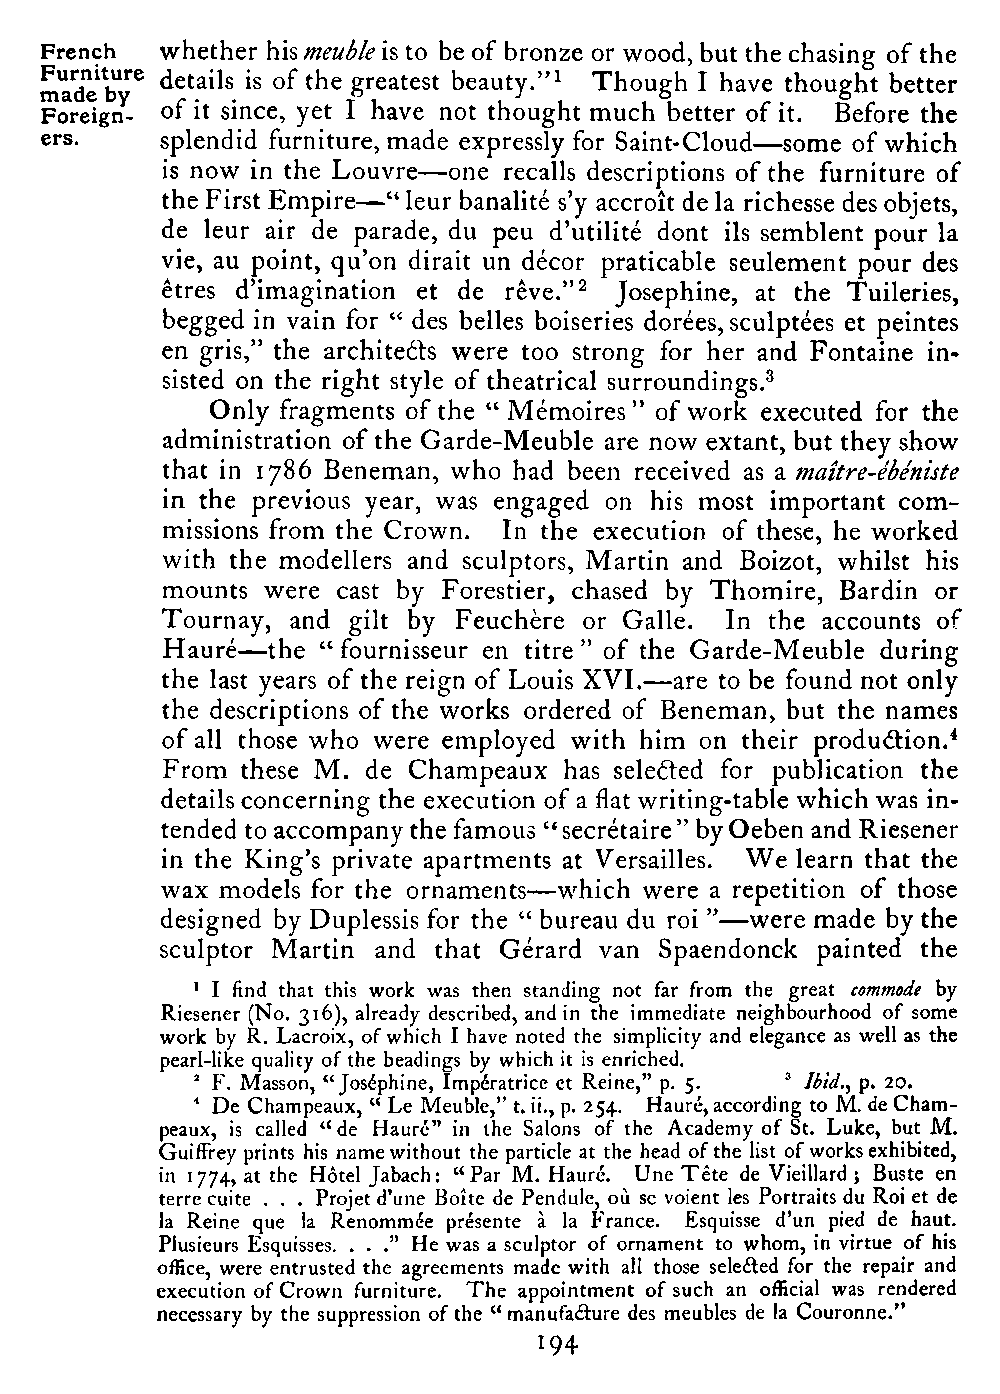 French
Furniture
made by
Foreign-
ers.
whether his meuble is to be of bronze or wood, but the chasing of the
details is of the greatest beauty."¹ Though I have thought better
of it since, yet I have not thought much better of it. Before the
splendid furniture, made expressly for Saint-Cloud—some of which
is now in the Louvre—one recalls descriptions of the furniture of
the First Empire—“ leur banalité s'y accroît de la richesse des objets,
de leur air de parade, du peu d'utilité dont ils semblent pour la
vie, au point, qu'on dirait un décor praticable seulement pour des
êtres d'imagination et de rêve."² Josephine, at the Tuileries,
begged in vain for “ des belles boiseries dorées, sculptées et peintes
en gris,” the architects were too strong for her and Fontaine in-
sisted on the right style of theatrical surroundings.³
Only fragments of the “ Mémoires ” of work executed for the
administration of the Garde-Meuble are now extant, but they show
that in 1786 Beneman, who had been received as a maître-ébéniste
in the previous year, was engaged on his most important com-
missions from the Crown. In the execution of these, he worked
with the modellers and sculptors, Martin and Boizot, whilst his
mounts were cast by Forestier, chased by Thomire, Bardin or
Tournay, and gilt by Feuchère or Galle. In the accounts of
Hauré—the “ fournisseur en titre ” of the Garde-Meuble during
the last years of the reign of Louis XVI.—are to be found not only
the descriptions of the works ordered of Beneman, but the names
of all those who were employed with him on their production.⁴
From these M. de Champeaux has selected for publication the
details concerning the execution of a flat writing-table which was in-
tended to accompany the famous “ secrétaire ” by Oeben and Riesener
in the King's private apartments at Versailles. We learn that the
wax models for the ornaments—which were a repetition of those
designed by Duplessis for the “ bureau du roi ”—were made by the
sculptor Martin and that Gérard van Spaendonck painted the
¹ I find that this work was then standing not far from the great commode by
Riesener (No. 316), already described, and in the immediate neighbourhood of some
work by R. Lacroix, of which I have noted the simplicity and elegance as well as the
pearl-like quality of the beadings by which it is enriched.
² F. Masson, “ Joséphine, Impératrice et Reine,” p. 5. ³ Ibid., p. 20.
⁴ De Champeaux, “ Le Meuble,” t. ii., p. 254. Hauré, according to M. de Cham-
peaux, is called “ de Hauré” in the Salons of the Academy of St. Luke, but M.
Guiffrey prints his name without the particle at the head of the list of works exhibited,
in 1774, at the Hôtel Jabach: “ Par M. Hauré. Une Tête de Vieillard ; Buste en
terre cuite . . . Projet d'une Boîte de Pendule, où se voient les Portraits du Roi et de
la Reine que la Renommée présente à la France. Esquisse d'un pied de haut.
Plusieurs Esquisses. . . .” He was a sculptor of ornament to whom, in virtue of his
office, were entrusted the agreements made with all those selected for the repair and
execution of Crown furniture. The appointment of such an official was rendered
necessary by the suppression of the “ manufacture des meubles de la Couronne.”
194